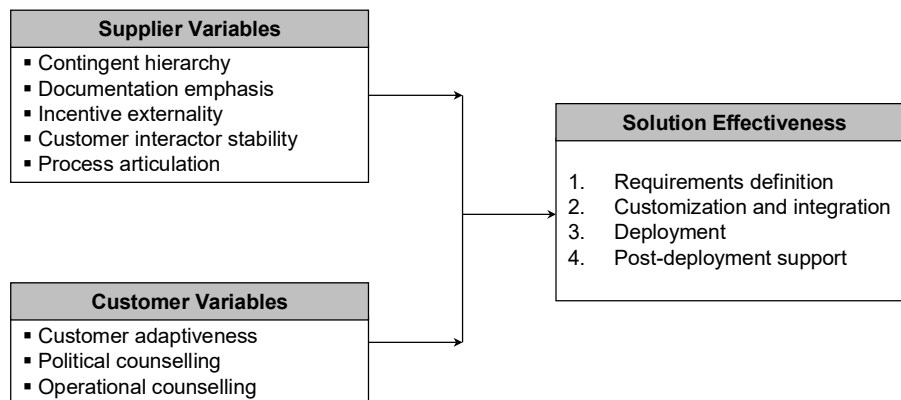 Supplier Variables
▪ Contingent hierarchy
▪ Documentation emphasis
▪ Incentive externality
▪ Customer interactor stability
▪ Process articulation
Solution Effectiveness
1. Requirements definition
2. Customization and integration
3. Deployment
4. Post-deployment support
Customer Variables
▪ Customer adaptiveness
▪ Political counselling
▪ Operational counselling